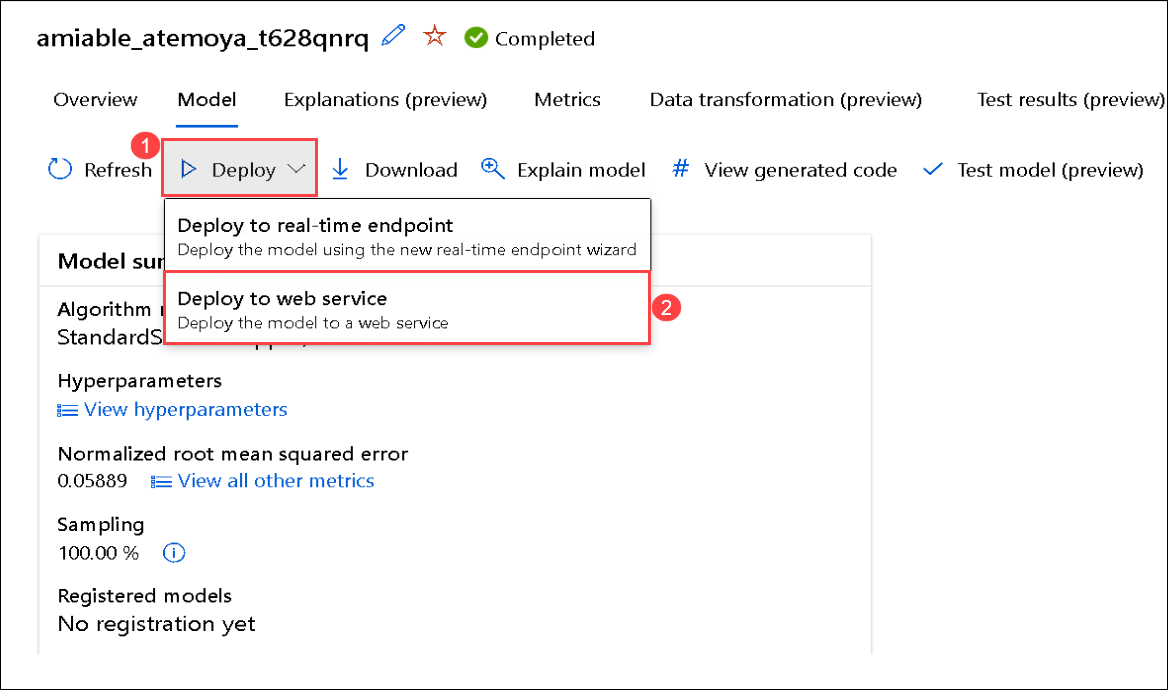 amiable_atemoya_t628qnrq Completed
Overview Model Explanations (preview) Metrics Data transformation (preview) Test results (preview)
1
Refresh Deploy Download Explain model # View generated code Test model (preview)
Deploy to real-time endpoint
Deploy the model using the new real-time endpoint wizard
Model sum
Deploy to web service
Algorithm
Deploy the model to a web service
2
StandardS
Hyperparameters
View hyperparameters
Normalized root mean squared error
0.05889 View all other metrics
Sampling
100.00 %
Registered models
No registration yet